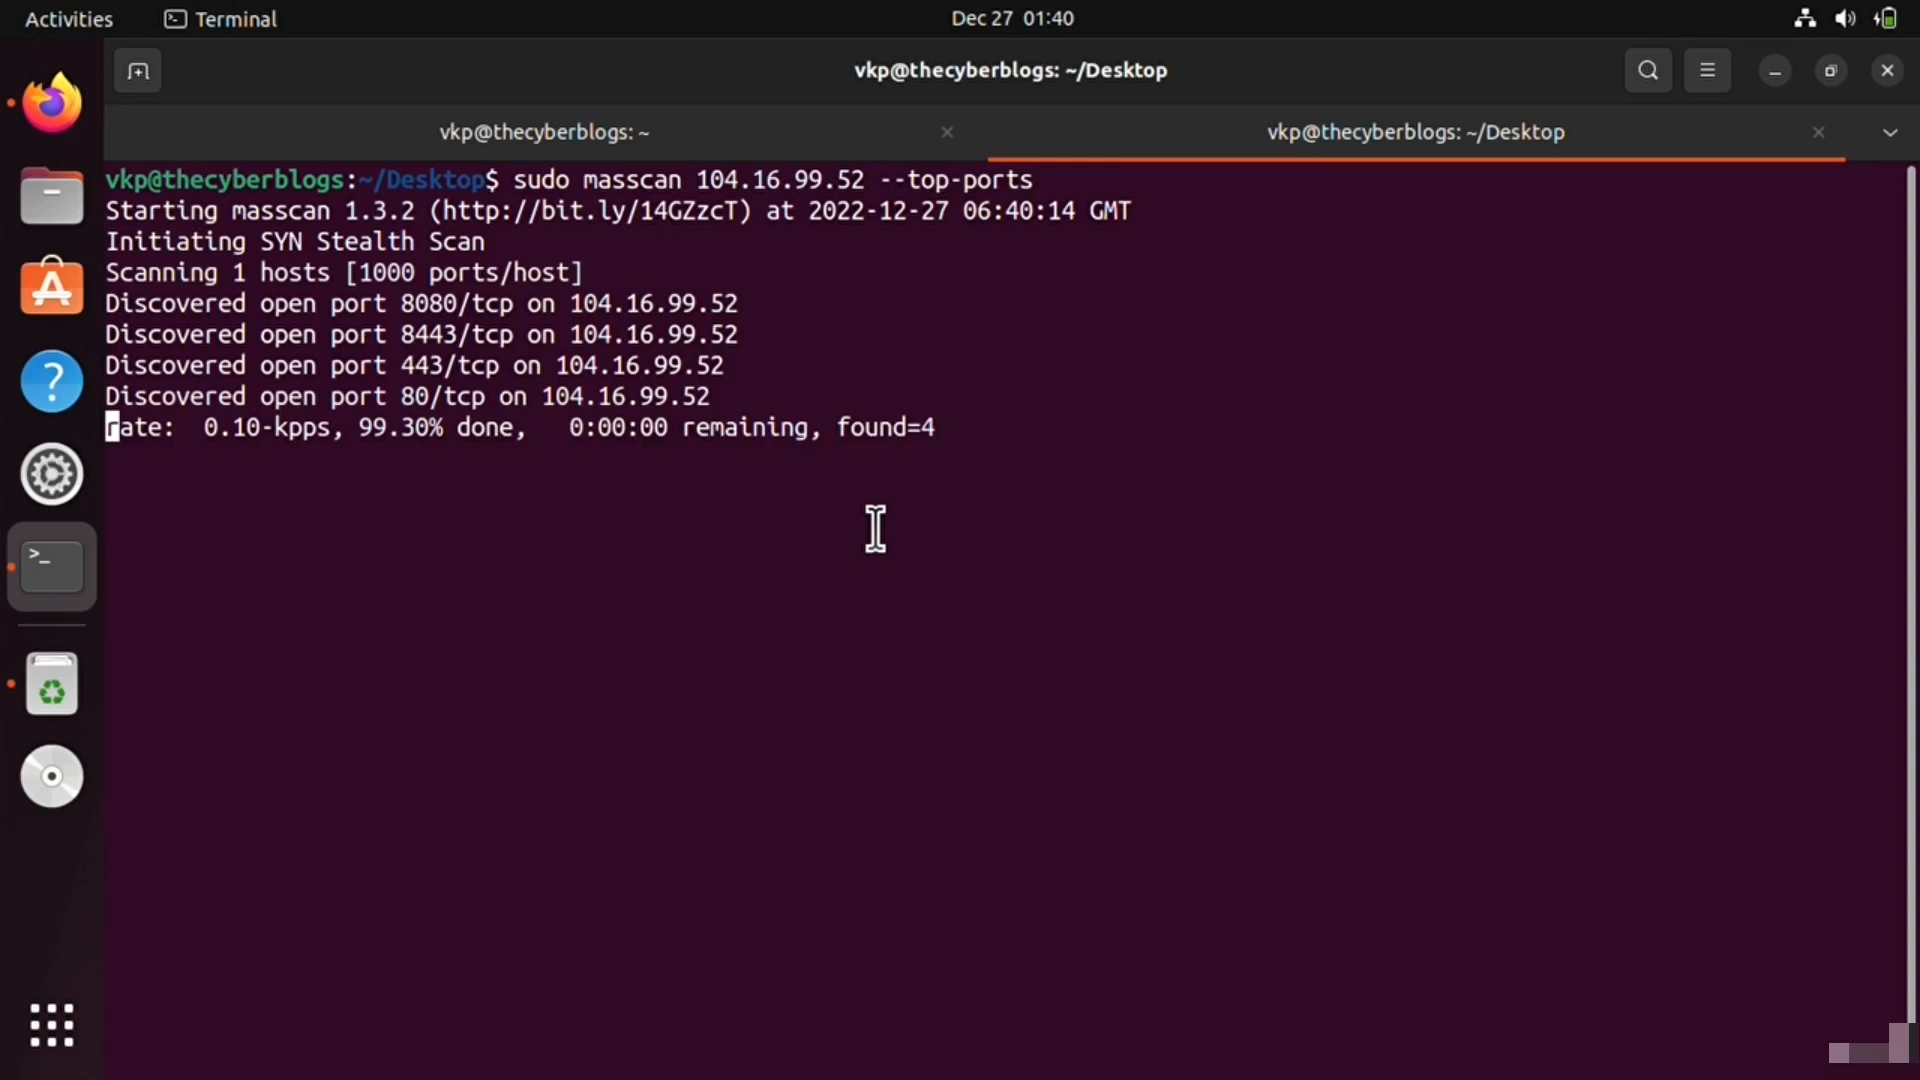 Activities Terminal Dec 27 01:40
vkp@thecyberblogs: ~/Desktop
vkp@thecyberblogs: ~ vkp@thecyberblogs: ~/Desktop
vkp@thecyberblogs:~/Desktop$ sudo masscan 104.16.99.52 --top-ports
Starting masscan 1.3.2 (http://bit.ly/14GZzcT) at 2022-12-27 06:40:14 GMT
Initiating SYN Stealth Scan
Scanning 1 hosts [1000 ports/host]
Discovered open port 8080/tcp on 104.16.99.52
Discovered open port 8443/tcp on 104.16.99.52
Discovered open port 443/tcp on 104.16.99.52
Discovered open port 80/tcp on 104.16.99.52
rate:  0.10-kpps, 99.30% done,   0:00:00 remaining, found=4